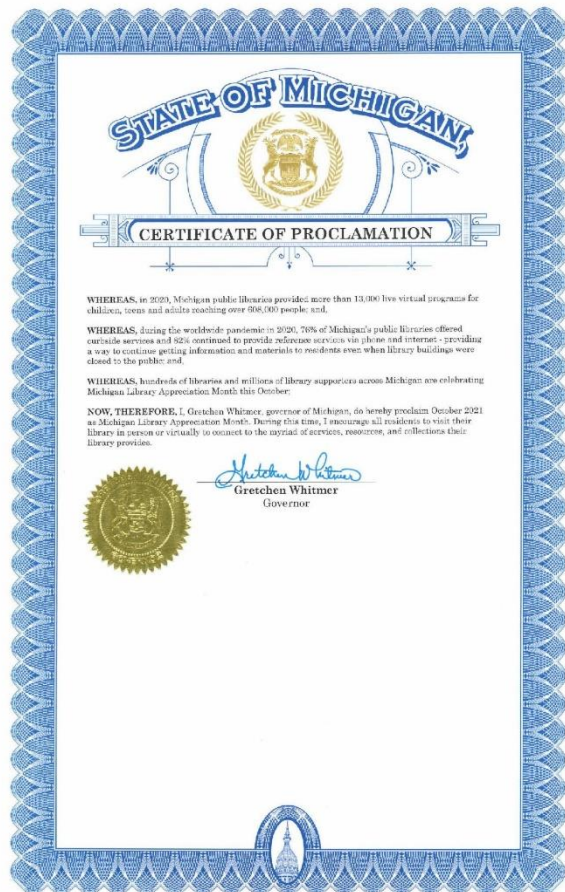 STATE OF MICHIGAN,
CERTIFICATE OF PROCLAMATION
WHEREAS, in 2020, Michigan public libraries provided more than 13,000 live virtual programs for
children, teens and adults reaching over 608,000 people; and,
WHEREAS, during the worldwide pandemic in 2020, 76% of Michigan's public libraries offered
curbside services and 82% continued to provide reference services via phone and internet - providing
a way to continue getting information and materials to residents even when library buildings were
closed to the public; and,
WHEREAS, hundreds of libraries and millions of library supporters across Michigan are celebrating
Michigan Library Appreciation Month this October;
NOW, THEREFORE, I, Gretchen Whitmer, governor of Michigan, do hereby proclaim October 2021
as Michigan Library Appreciation Month. During this time, I encourage all residents to visit their
library in person or virtually to connect to the myriad of services, resources, and collections their
library provides.
Gretchen Whitmer
Gretchen Whitmer
Governor